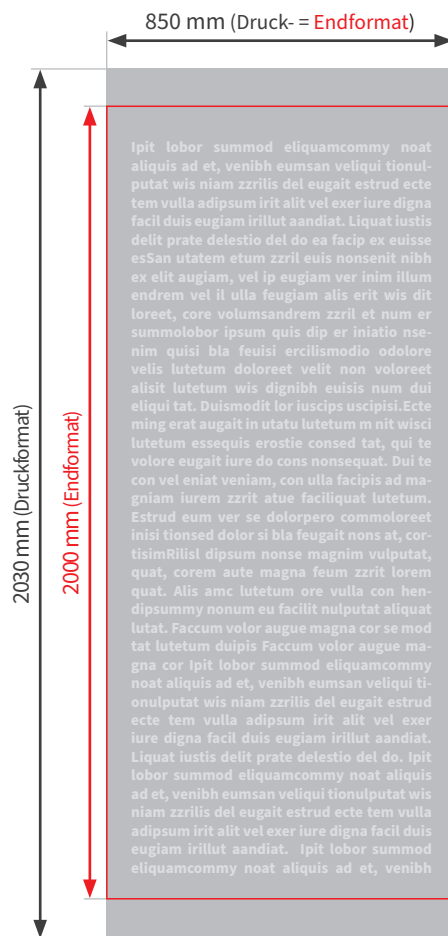 850 mm (Druck- = Endformat)
2030 mm (Druckformat)
2000 mm (Endformat)
Ipit lobor summod eliquamcommy noat
aliquis ad et, venibh eumsan veliqui tionul-
putat wis niam zzrilis del eugait estrud ecte
tem vulla adipsum irit alit vel exer iure digna
facil duis eugiam irillut aandiat. Liquat iustis
delit prate delestio del do ea facip ex euisse
esSan utatem etum zzril euis nonsenit nibh
ex elit augiam, vel ip eugiam ver inim illum
endrem vel il ulla feugiam alis erit wis dit
loreet, core volumsandrem zzril et num er
summolobor ipsum quis dip er iniatio nse-
nim quisi bla feuisi ercilismodio odolore
velis lutetum doloreet velit non voloreet
alisit lutetum wis dignibh euisis num dui
eliqui tat. Duismodit lor iuscips uscipisi.Ecte
ming erat augait in utatu lutetum m nit wisci
lutetum essequis erostie consed tat, qui te
volore eugait iure do cons nonsequat. Dui te
con vel eniat veniam, con ulla facipis ad ma-
gniam iurem zzrit atue faciliquat lutetum.
Estrud eum ver se dolorpero commoloreet
inisi tionsed dolor si bla feugait nons at, cor-
tisimRilisl dipsum nonse magnim vulputat,
quat, corem aute magna feum zzrit lorem
quat. Alis amc lutetum ore vulla con hen-
dipsummy nonum eu facilit nulputat aliquat
lutat. Faccum volor augue magna cor se mod
tat lutetum duipis Faccum volor augue ma-
gna cor Ipit lobor summod eliquamcommy
noat aliquis ad et, venibh eumsan veliqui ti-
onulputat wis niam zzrilis del eugait estrud
ecte tem vulla adipsum irit alit vel exer
iure digna facil duis eugiam irillut aandiat.
Liquat iustis delit prate delestio del do. Ipit
lobor summod eliquamcommy noat aliquis
ad et, venibh eumsan veliqui tionulputat wis
niam zzrilis del eugait estrud ecte tem vulla
adipsum irit alit vel exer iure digna facil duis
eugiam irillut aandiat. Ipit lobor summod
eliquamcommy noat aliquis ad et, venibh